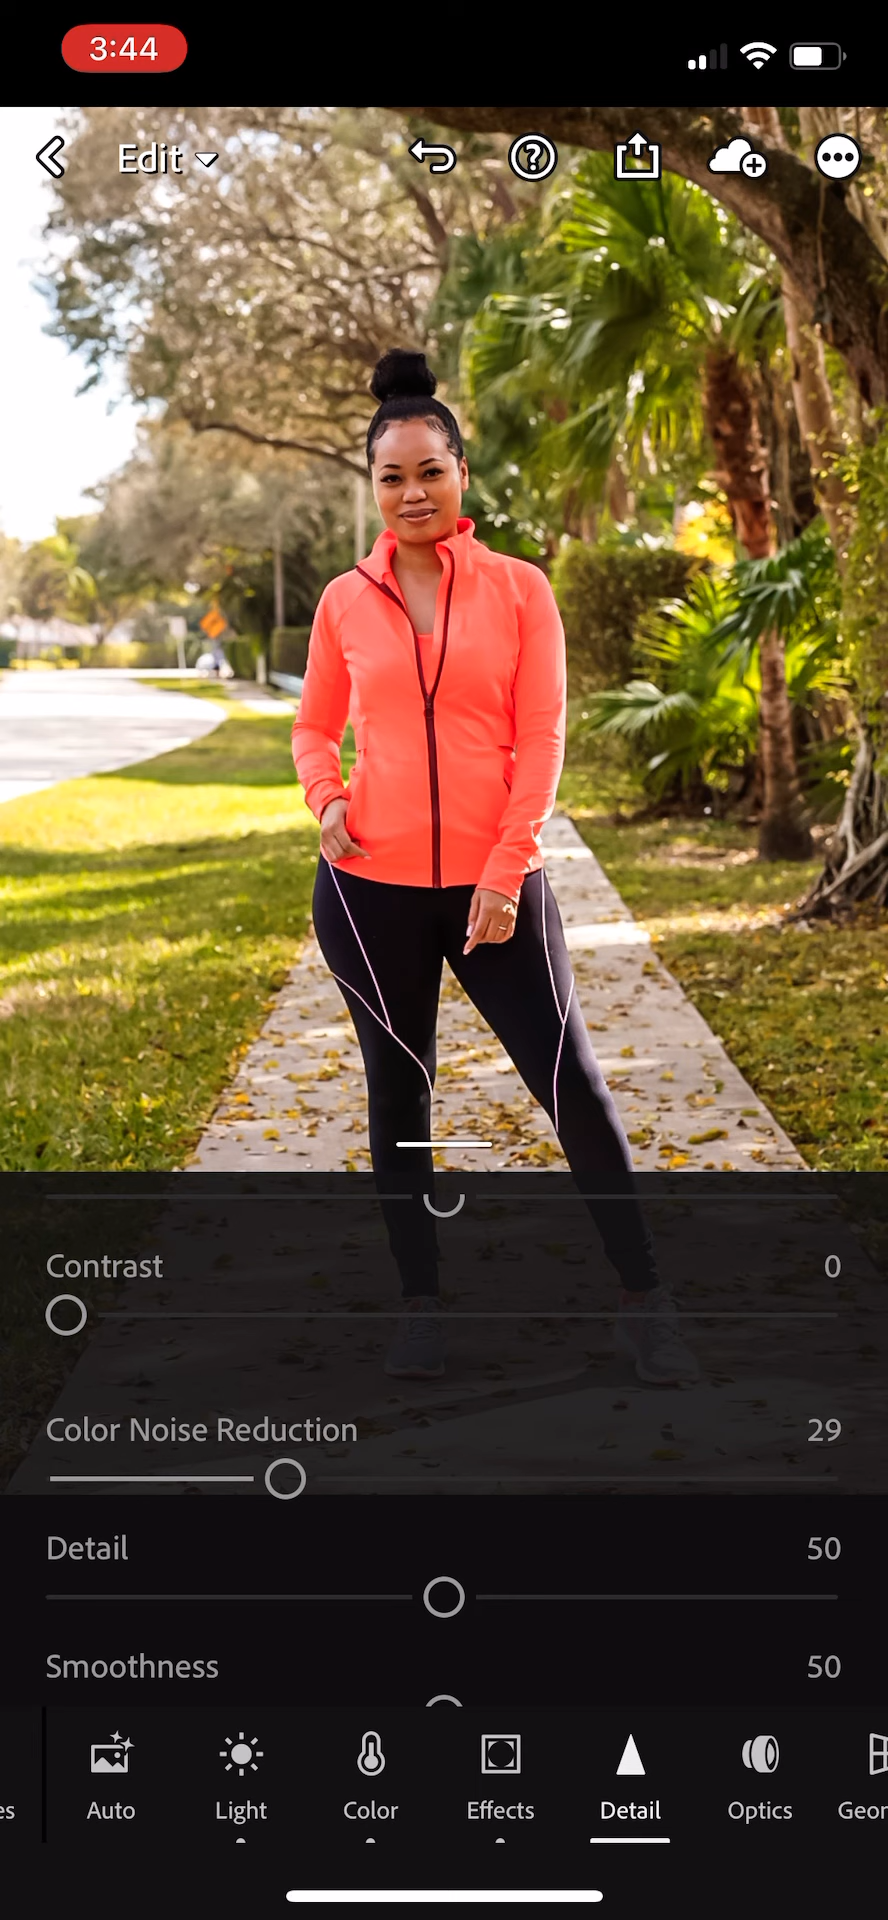 3:44
Edit
Contrast 0
Color Noise Reduction 29
Detail 50
Smoothness 50
Auto Light Color Effects Detail Optics